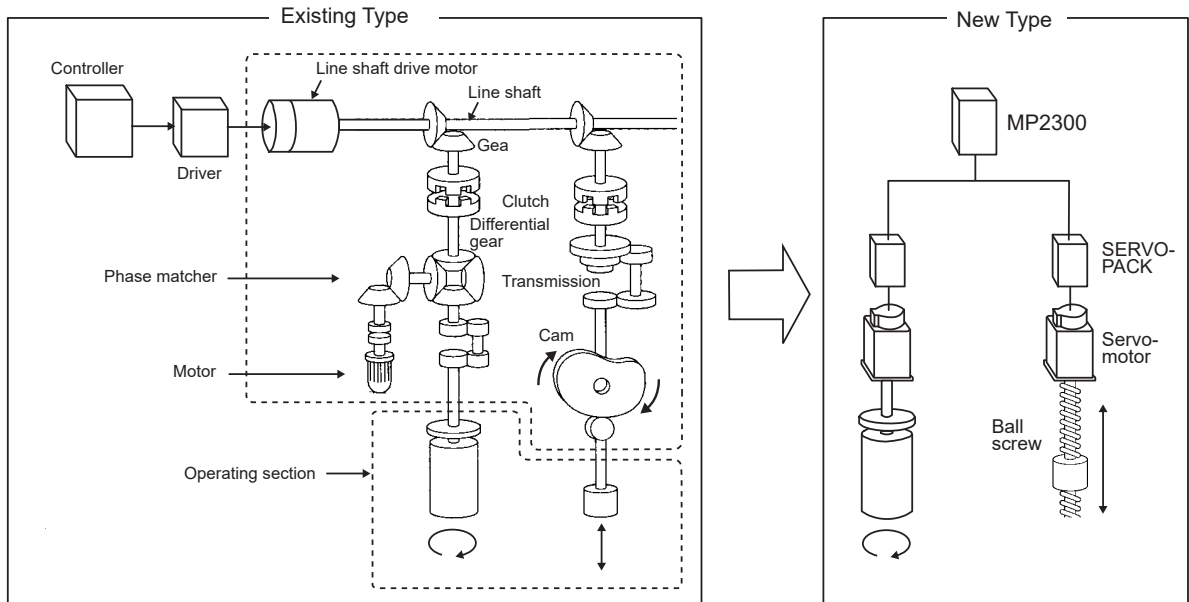 Existing Type
Controller
Line shaft drive motor
Line shaft
Driver
Gea
Clutch
Differential
gear
Phase matcher
Transmission
Cam
Motor
Operating section
New Type
MP2300
SERVO-
PACK
Servo-
motor
Ball
screw